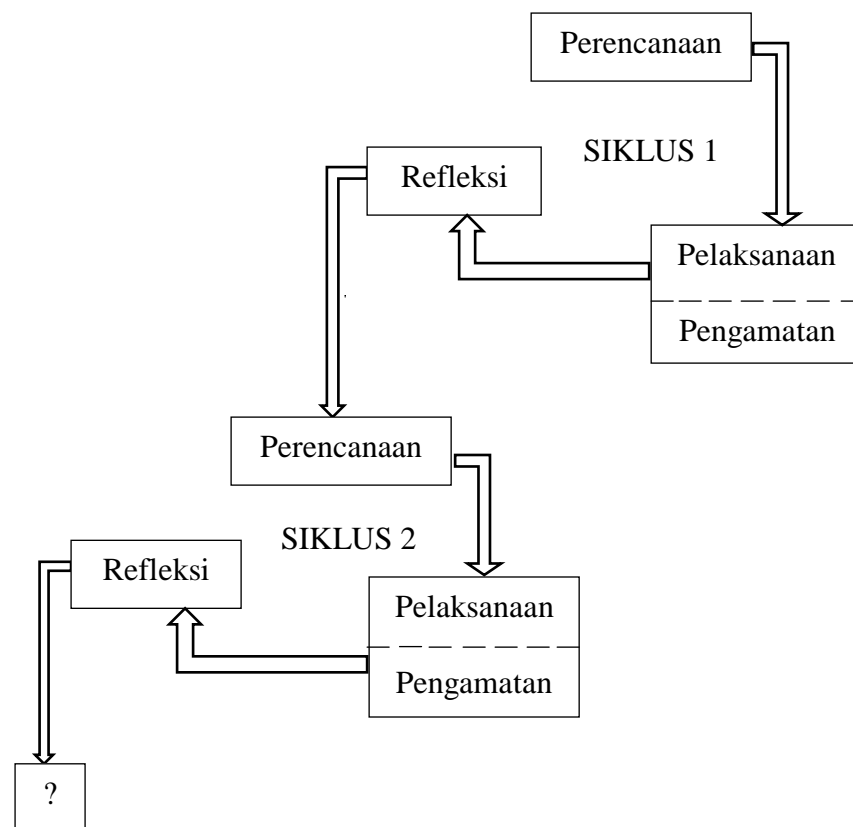 Perencanaan
SIKLUS 1
Refleksi
Pelaksanaan
Pengamatan
Perencanaan
SIKLUS 2
Refleksi
Pelaksanaan
Pengamatan
?